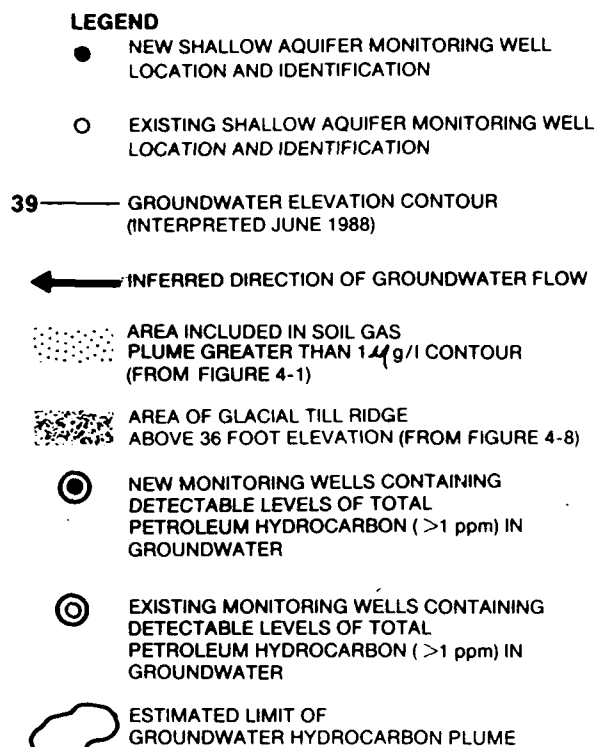 LEGEND
NEW SHALLOW AQUIFER MONITORING WELL
LOCATION AND IDENTIFICATION
EXISTING SHALLOW AQUIFER MONITORING WELL
LOCATION AND IDENTIFICATION
39 GROUNDWATER ELEVATION CONTOUR
(INTERPRETED JUNE 1988)
INFERRED DIRECTION OF GROUNDWATER FLOW
AREA INCLUDED IN SOIL GAS
PLUME GREATER THAN 1 μg/l CONTOUR
(FROM FIGURE 4-1)
AREA OF GLACIAL TILL RIDGE
ABOVE 36 FOOT ELEVATION (FROM FIGURE 4-8)
NEW MONITORING WELLS CONTAINING
DETECTABLE LEVELS OF TOTAL
PETROLEUM HYDROCARBON ( >1 ppm) IN
GROUNDWATER
EXISTING MONITORING WELLS CONTAINING
DETECTABLE LEVELS OF TOTAL
PETROLEUM HYDROCARBON ( >1 ppm) IN
GROUNDWATER
ESTIMATED LIMIT OF
GROUNDWATER HYDROCARBON PLUME